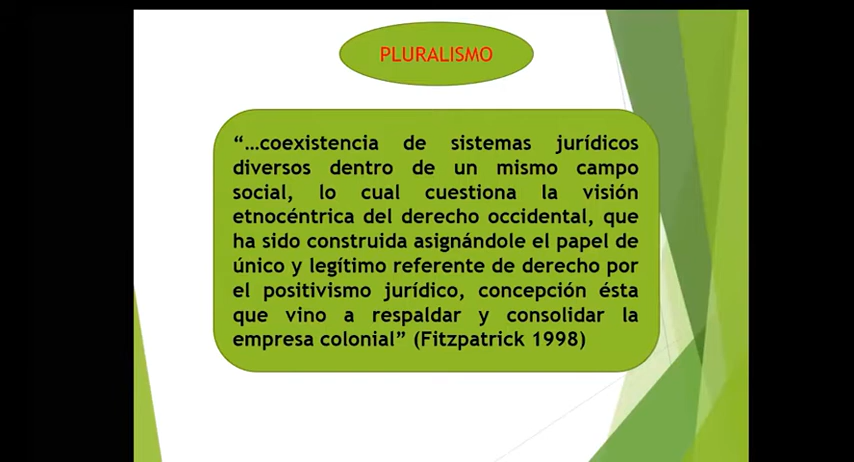 PLURALISMO
“…coexistencia de sistemas jurídicos
diversos dentro de un mismo campo
social, lo cual cuestiona la visión
etnocéntrica del derecho occidental, que
ha sido construida asignándole el papel de
único y legítimo referente de derecho por
el positivismo jurídico, concepción ésta
que vino a respaldar y consolidar la
empresa colonial” (Fitzpatrick 1998)